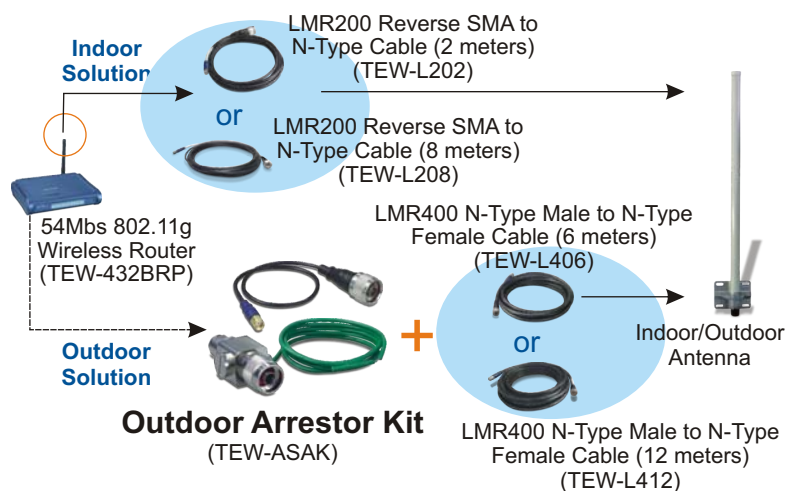 Indoor
Solution
LMR200 Reverse SMA to
N-Type Cable (2 meters)
(TEW-L202)
or
LMR200 Reverse SMA to
N-Type Cable (8 meters)
(TEW-L208)
54Mbs 802.11g
Wireless Router
(TEW-432BRP)
LMR400 N-Type Male to N-Type
Female Cable (6 meters)
(TEW-L406)
Outdoor
Solution
+
or
Indoor/Outdoor
Antenna
Outdoor Arrestor Kit
(TEW-ASAK)
LMR400 N-Type Male to N-Type
Female Cable (12 meters)
(TEW-L412)